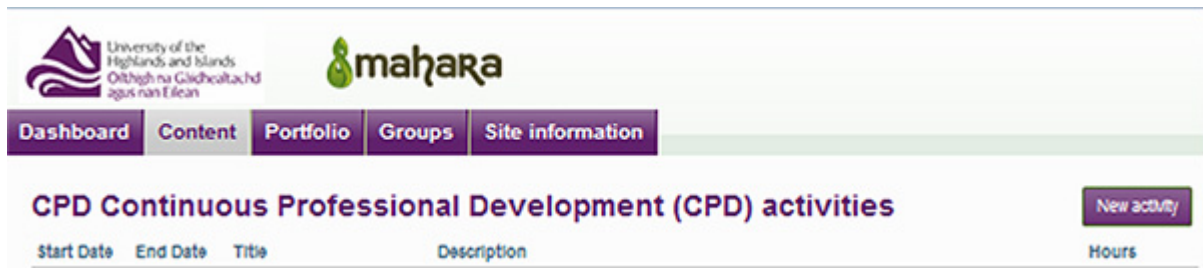 University of the
Highlands and Islands
Oilthigh na Gàidhealtachd
agus nan Eilean
mahara
Dashboard Content Portfolio Groups Site information
CPD Continuous Professional Development (CPD) activities
New activity
Start Date End Date Title Description Hours